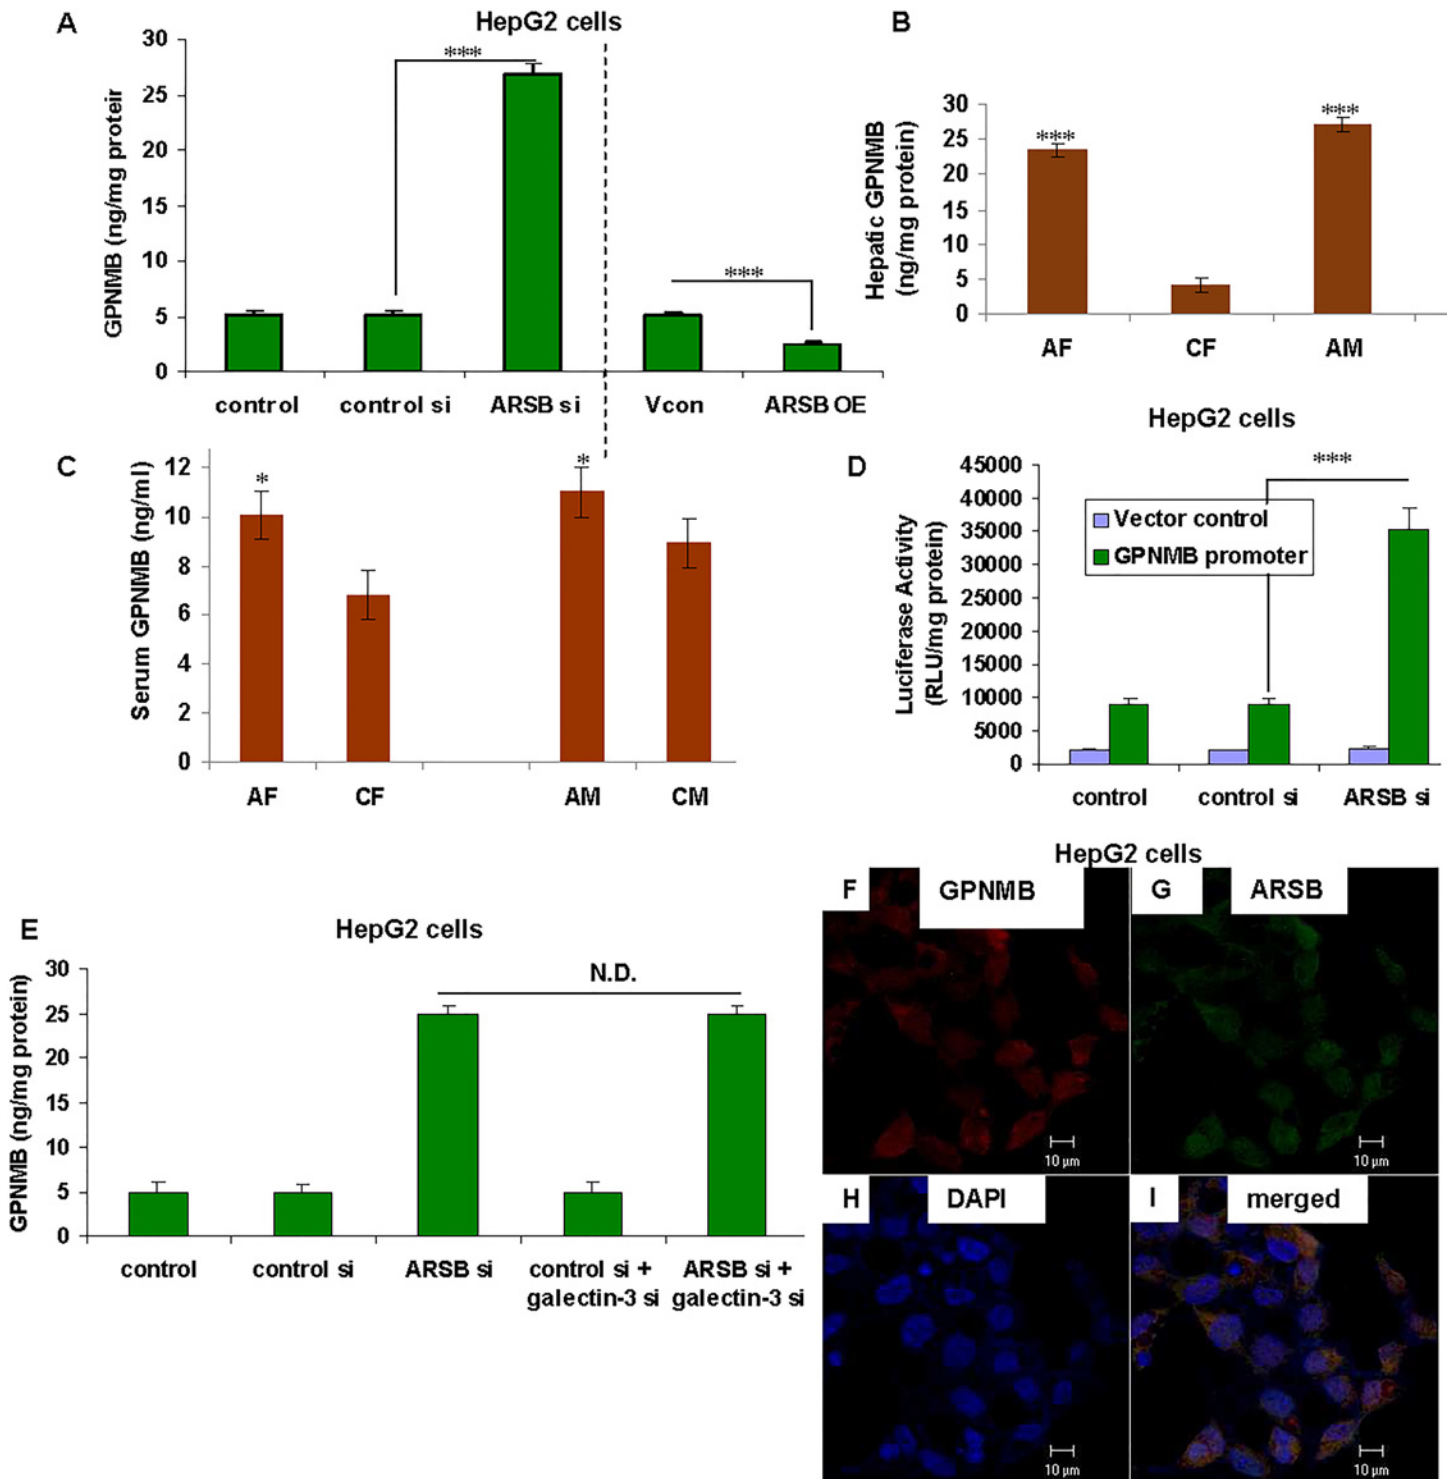 A
HepG2 cells
GPNMB (ng/mg proteir
30
25
20
15
10
5
0
***
***
control
control si
ARSB si
Vcon
ARSB OE
B
Hepatic GPNMB
(ng/mg protein)
30
25
20
15
10
5
0
***
***
AF
CF
AM
C
Serum GPNMB (ng/ml)
12
10
8
6
4
2
0
*
*
AF
CF
AM
CM
HepG2 cells
D
Luciferase Activity
(RLU/mg protein)
45000
40000
35000
30000
25000
20000
15000
10000
5000
0
***
Vector control
GPNMB promoter
control
control si
ARSB si
E
HepG2 cells
GPNMB (ng/mg protein)
30
25
20
15
10
5
0
N.D.
control
control si
ARSB si
control si +
galectin-3 si
ARSB si +
galectin-3 si
HepG2 cells
F
GPNMB
10 µm
G
ARSB
10 µm
H
DAPI
10 µm
I
merged
10 µm